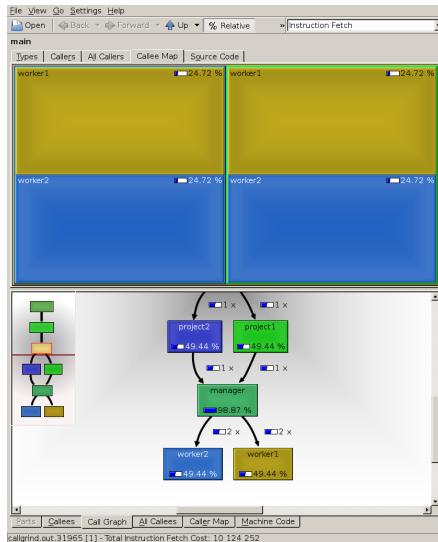 File View Go Settings Help
Open Back Forward Up % Relative » Instruction Fetch
main
Types Callers All Callers Callee Map Source Code
worker1 24.72 % worker1 24.72 %
worker2 24.72 % worker2 24.72 %
1 x 1 x
project2 project1
49.44 % 49.44 %
1 x 1 x
manager
98.87 %
2 x 2 x
worker2 worker1
49.44 % 49.44 %
Parts Callees Call Graph All Callees Caller Map Machine Code
callgrind.out.31965 [1] - Total Instruction Fetch Cost: 10 124 252